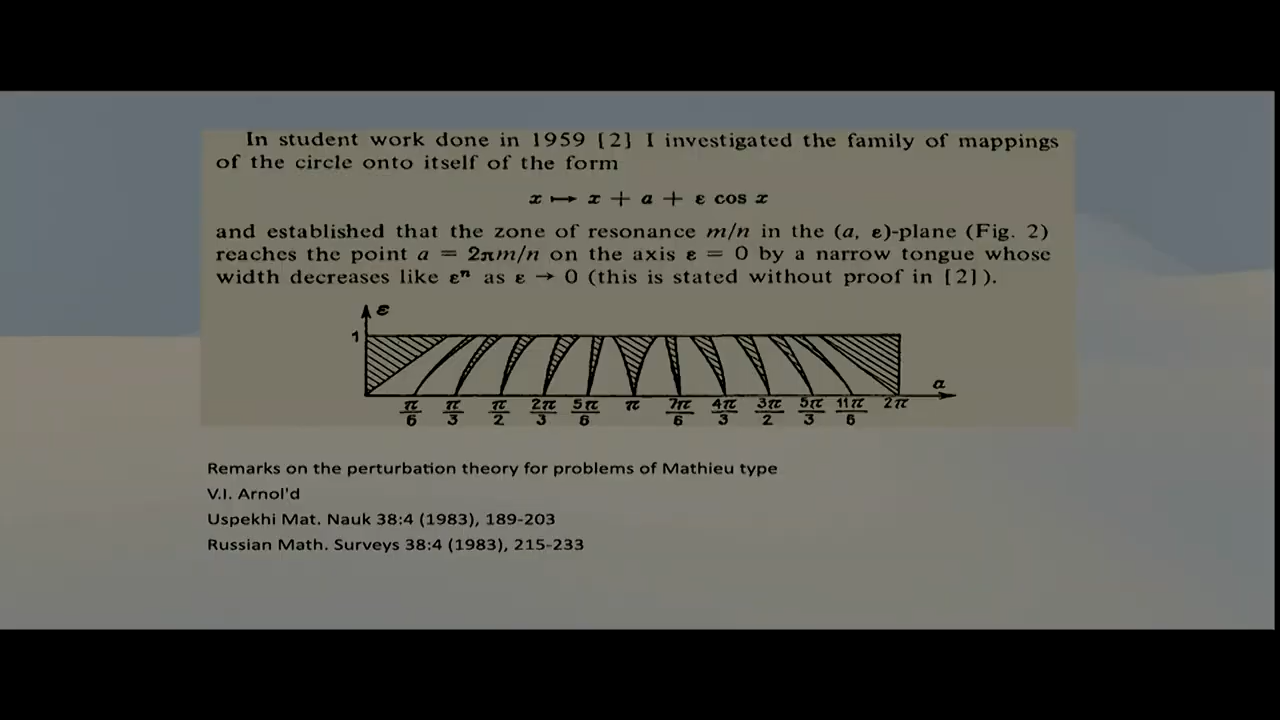 In student work done in 1959 [2] I investigated the family of mappings
of the circle onto itself of the form
x ↦ x + a + ε cos x
and established that the zone of resonance m/n in the (a, ε)-plane (Fig. 2)
reaches the point a = 2πm/n on the axis ε = 0 by a narrow tongue whose
width decreases like εⁿ as ε → 0 (this is stated without proof in [2]).
ε
1
a
π/6 π/3 π/2 2π/3 5π/6 π 7π/6 4π/3 3π/2 5π/3 11π/6 2π
Remarks on the perturbation theory for problems of Mathieu type
V.I. Arnol'd
Uspekhi Mat. Nauk 38:4 (1983), 189-203
Russian Math. Surveys 38:4 (1983), 215-233